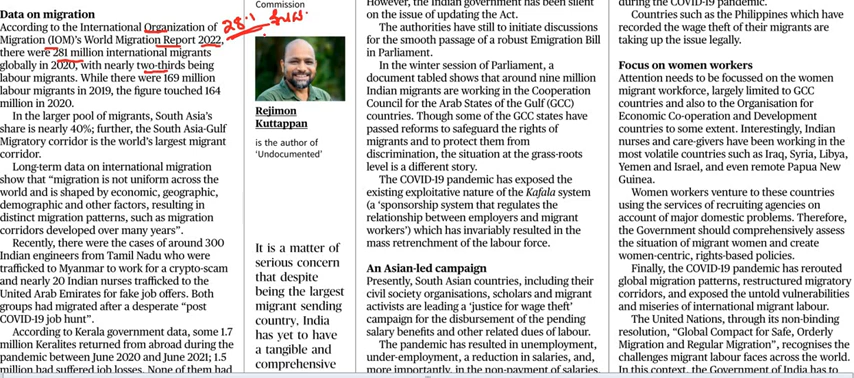 Data on migration
According to the International Organization of
Migration (IOM)'s World Migration Report 2022,
there were 281 million international migrants
globally in 2020, with nearly two-thirds being
labour migrants. While there were 169 million
labour migrants in 2019, the figure touched 164
million in 2020.
In the larger pool of migrants, South Asia's
share is nearly 40%; further, the South Asia-Gulf
Migratory corridor is the world's largest migrant
corridor.
Long-term data on international migration
show that "migration is not uniform across the
world and is shaped by economic, geographic,
demographic and other factors, resulting in
distinct migration patterns, such as migration
corridors developed over many years".
Recently, there were the cases of around 300
Indian engineers from Tamil Nadu who were
trafficked to Myanmar to work for a crypto-scam
and nearly 20 Indian nurses trafficked to the
United Arab Emirates for fake job offers. Both
groups had migrated after a desperate "post
COVID-19 job hunt".
According to Kerala government data, some 1.7
million Keralites returned from abroad during the
pandemic between June 2020 and June 2021; 1.5
million had suffered job losses. None of them had
Commission
28.1
Rejimon
Kuttappan
is the author of
'Undocumented'
It is a matter of
serious concern
that despite
being the largest
migrant sending
country, India
has yet to have
a tangible and
comprehensive
However, the Indian government has been silent
on the issue of updating the Act.
The authorities have still to initiate discussions
for the smooth passage of a robust Emigration Bill
in Parliament.
In the winter session of Parliament, a
document tabled shows that around nine million
Indian migrants are working in the Cooperation
Council for the Arab States of the Gulf (GCC)
countries. Though some of the GCC states have
passed reforms to safeguard the rights of
migrants and to protect them from
discrimination, the situation at the grass-roots
level is a different story.
The COVID-19 pandemic has exposed the
existing exploitative nature of the Kafala system
(a 'sponsorship system that regulates the
relationship between employers and migrant
workers') which has invariably resulted in the
mass retrenchment of the labour force.
An Asian-led campaign
Presently, South Asian countries, including their
civil society organisations, scholars and migrant
activists are leading a 'justice for wage theft'
campaign for the disbursement of the pending
salary benefits and other related dues of labour.
The pandemic has resulted in unemployment,
under-employment, a reduction in salaries, and,
more importantly, in the non-payment of salaries,
during the COVID-19 pandemic.
Countries such as the Philippines which have
recorded the wage theft of their migrants are
taking up the issue legally.
Focus on women workers
Attention needs to be focussed on the women
migrant workforce, largely limited to GCC
countries and also to the Organisation for
Economic Co-operation and Development
countries to some extent. Interestingly, Indian
nurses and care-givers have been working in the
most volatile countries such as Iraq, Syria, Libya,
Yemen and Israel, and even remote Papua New
Guinea.
Women workers venture to these countries
using the services of recruiting agencies on
account of major domestic problems. Therefore,
the Government should comprehensively assess
the situation of migrant women and create
women-centric, rights-based policies.
Finally, the COVID-19 pandemic has rerouted
global migration patterns, restructured migratory
corridors, and exposed the untold vulnerabilities
and miseries of international migrant labour.
The United Nations, through its non-binding
resolution, "Global Compact for Safe, Orderly
Migration and Regular Migration", recognises the
challenges migrant labour faces across the world.
In this context, the Government of India has to